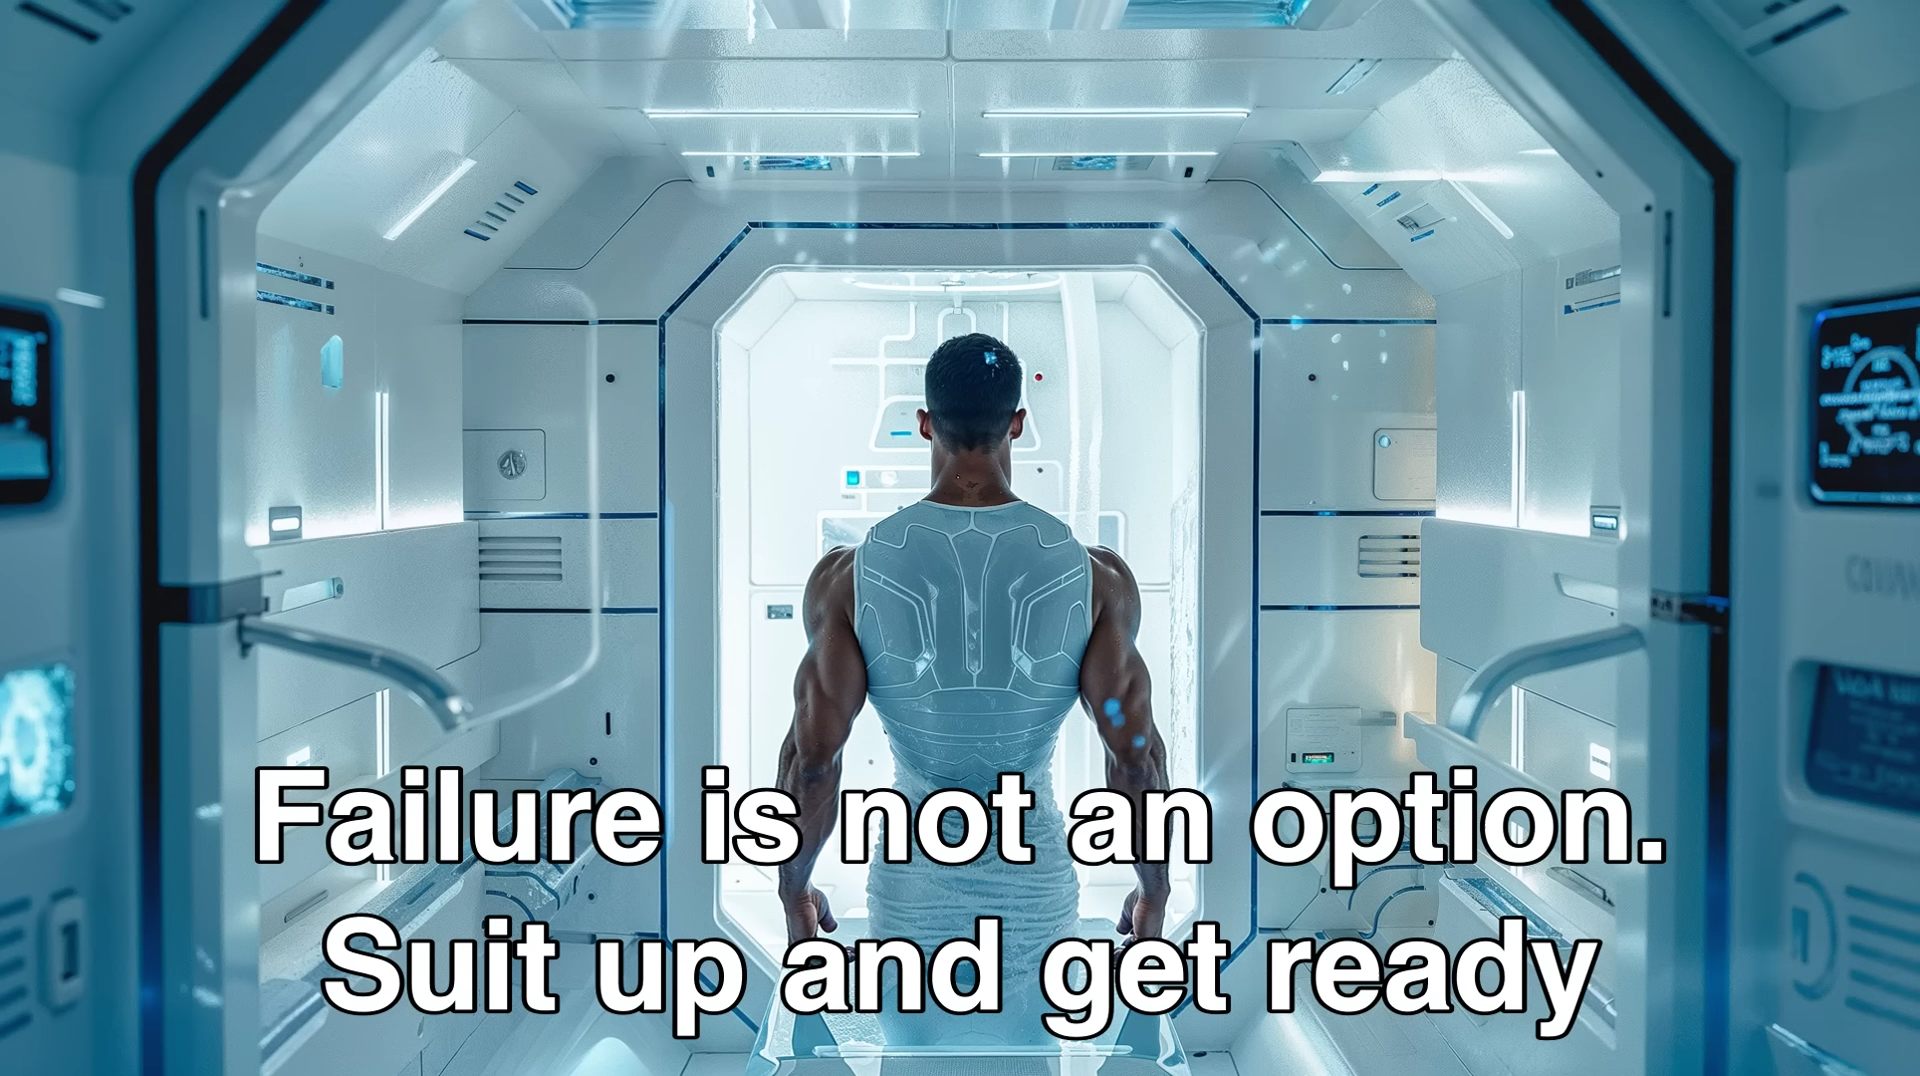 Failure is not an option.
Suit up and get ready